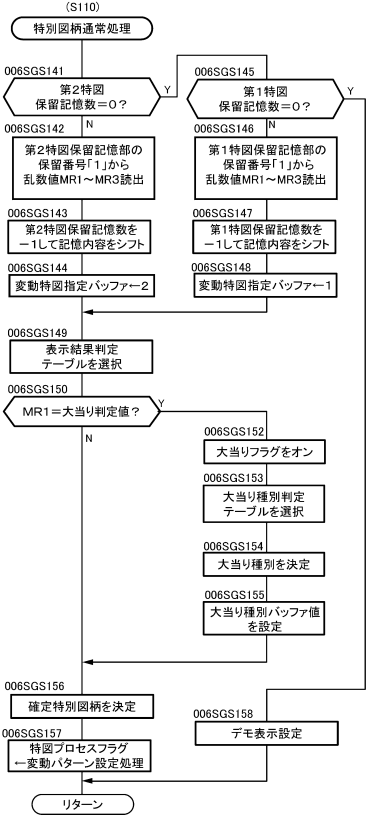 (S110)
特別図柄通常処理
006SGS141
第2特図
保留記憶数＝0？
Y
N
006SGS142
第2特図保留記憶部の
保留番号「1」から
乱数値MR1～MR3読出
006SGS143
第2特図保留記憶数を
－1して記憶内容をシフト
006SGS144
変動特図指定バッファ←2
006SGS145
第1特図
保留記憶数＝0？
Y
N
006SGS146
第1特図保留記憶部の
保留番号「1」から
乱数値MR1～MR3読出
006SGS147
第1特図保留記憶数を
－1して記憶内容をシフト
006SGS148
変動特図指定バッファ←1
006SGS149
表示結果判定
テーブルを選択
006SGS150
MR1＝大当り判定値？
Y
N
006SGS152
大当りフラグをオン
006SGS153
大当り種別判定
テーブルを選択
006SGS154
大当り種別を決定
006SGS155
大当り種別バッファ値
を設定
006SGS156
確定特別図柄を決定
006SGS157
特図プロセスフラグ
←変動パターン設定処理
006SGS158
デモ表示設定
リターン